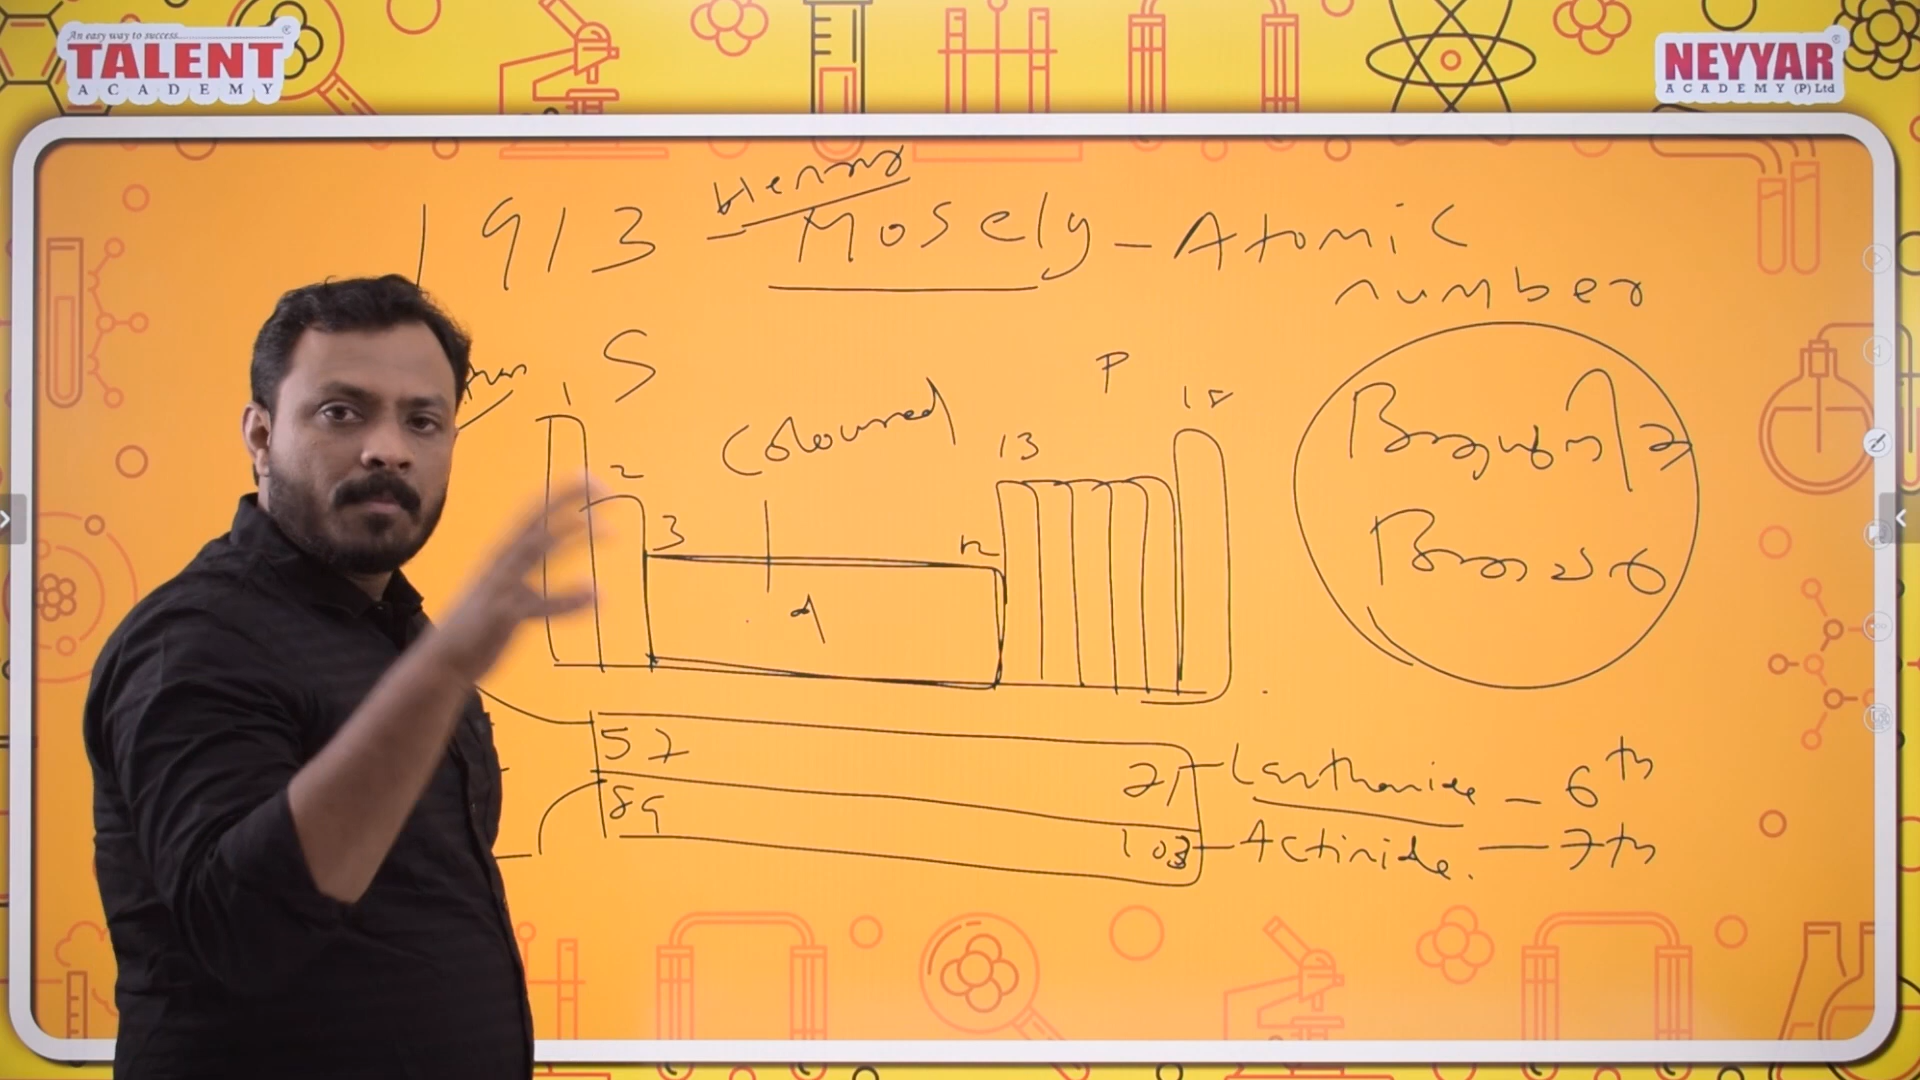 An easy way to success.............
TALENT
ACADEMY
NEYYAR
ACADEMY (P) Ltd
Henry
1913 - Mosely - Atomic
number
S
P
1
18
Coloured
13
2
3
12
d
57
71
Lanthanide - 6th
89
103
Actinide. - 7th